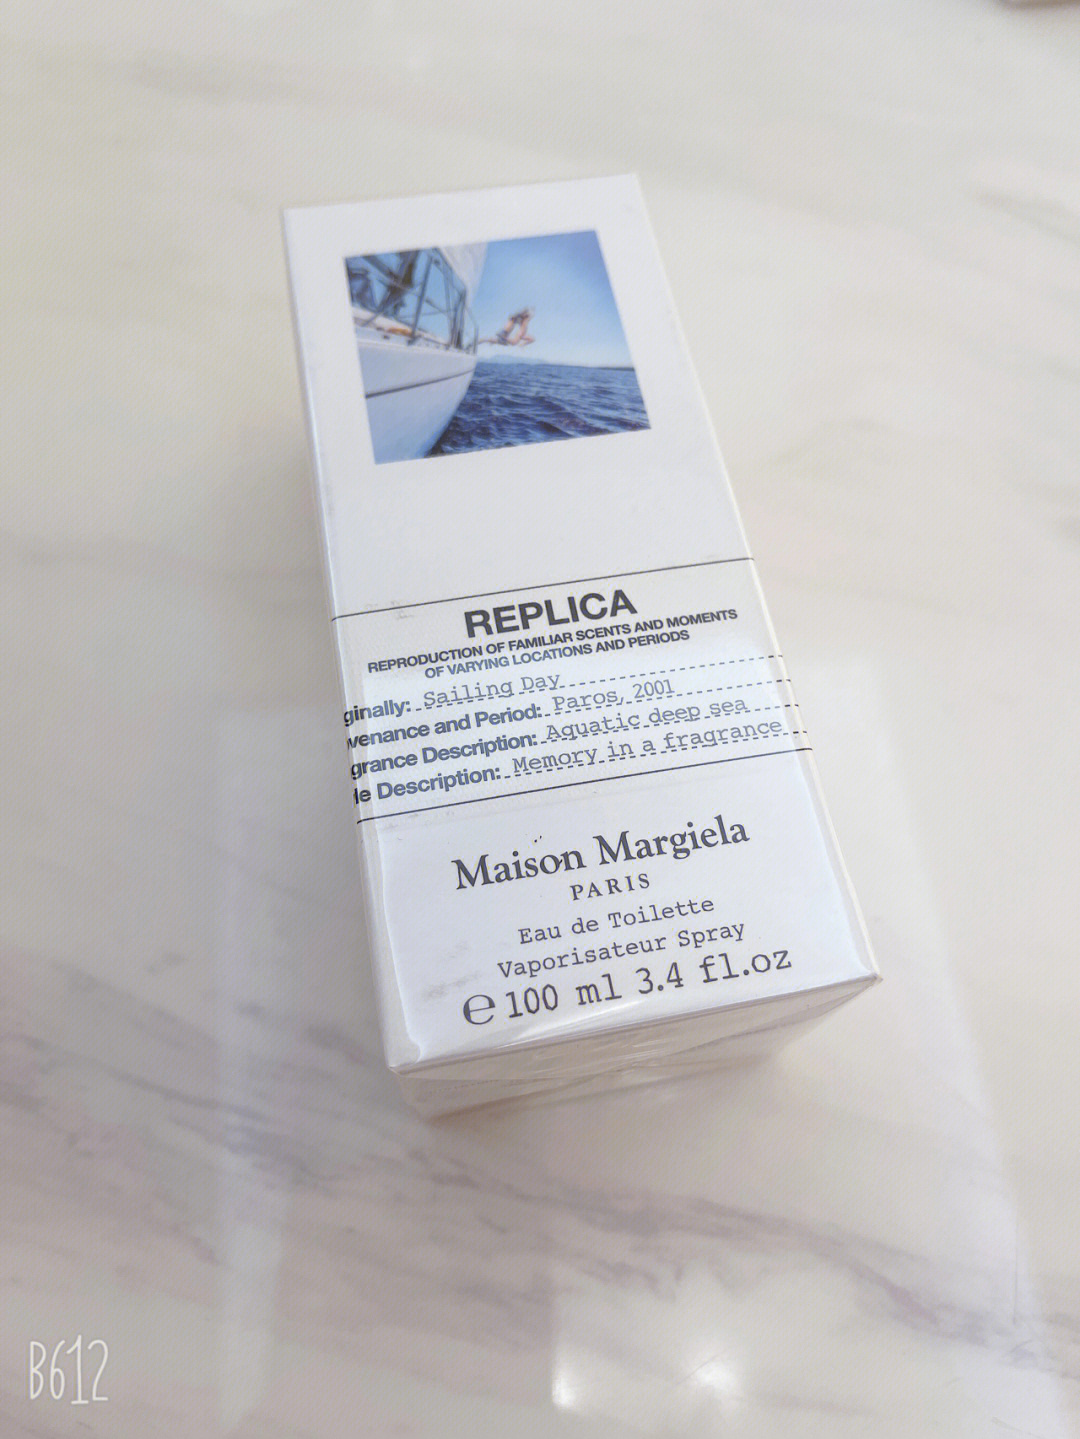 REPLICA
REPRODUCTION OF FAMILIAR SCENTS AND MOMENTS
OF VARYING LOCATIONS AND PERIODS
ginally: Sailing Day
venance and Period: Paros, 2001
grance Description: Aquatic deep sea
le Description: Memory in a fragrance
Maison Margiela
PARIS
Eau de Toilette
Vaporisateur Spray
℮ 100 ml 3.4 fl.oz
B612